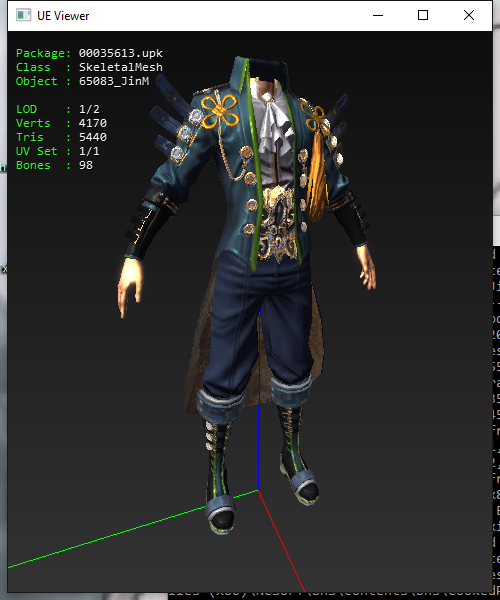 UE Viewer
Package: 00035613.upk
Class : SkeletalMesh
Object : 65083_JinM
LOD : 1/2
Verts : 4170
Tris : 5440
UV Set : 1/1
Bones : 98